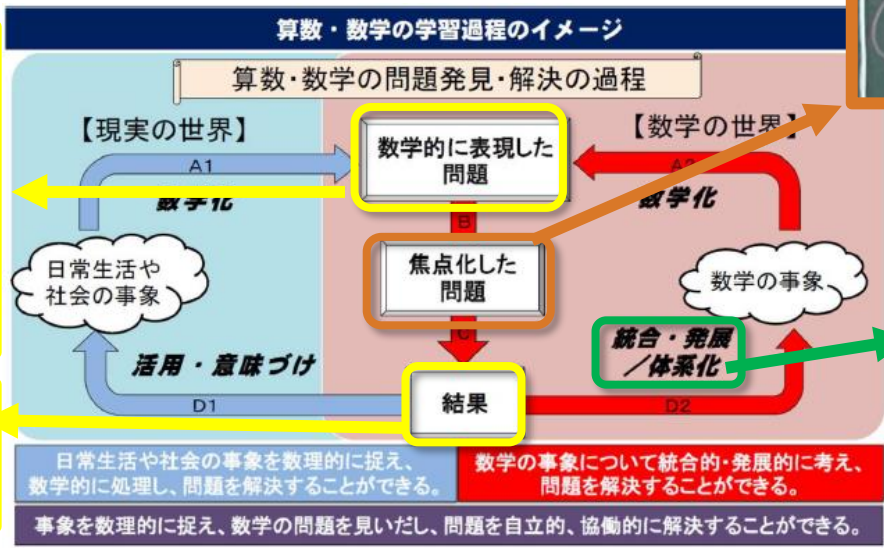 算数・数学の学習過程のイメージ
算数・数学の問題発見・解決の過程
【現実の世界】
【数学の世界】
数学的に表現した
問題
A1
数学化
A2
数学化
B
日常生活や
社会の事象
焦点化した
問題
数学の事象
C
活用・意味づけ
統合・発展
／体系化
D1
結果
D2
日常生活や社会の事象を数理的に捉え、
数学的に処理し、問題を解決することができる。
数学の事象について統合的・発展的に考え、
問題を解決することができる。
事象を数理的に捉え、数学の問題を見いだし、問題を自立的、協働的に解決することができる。